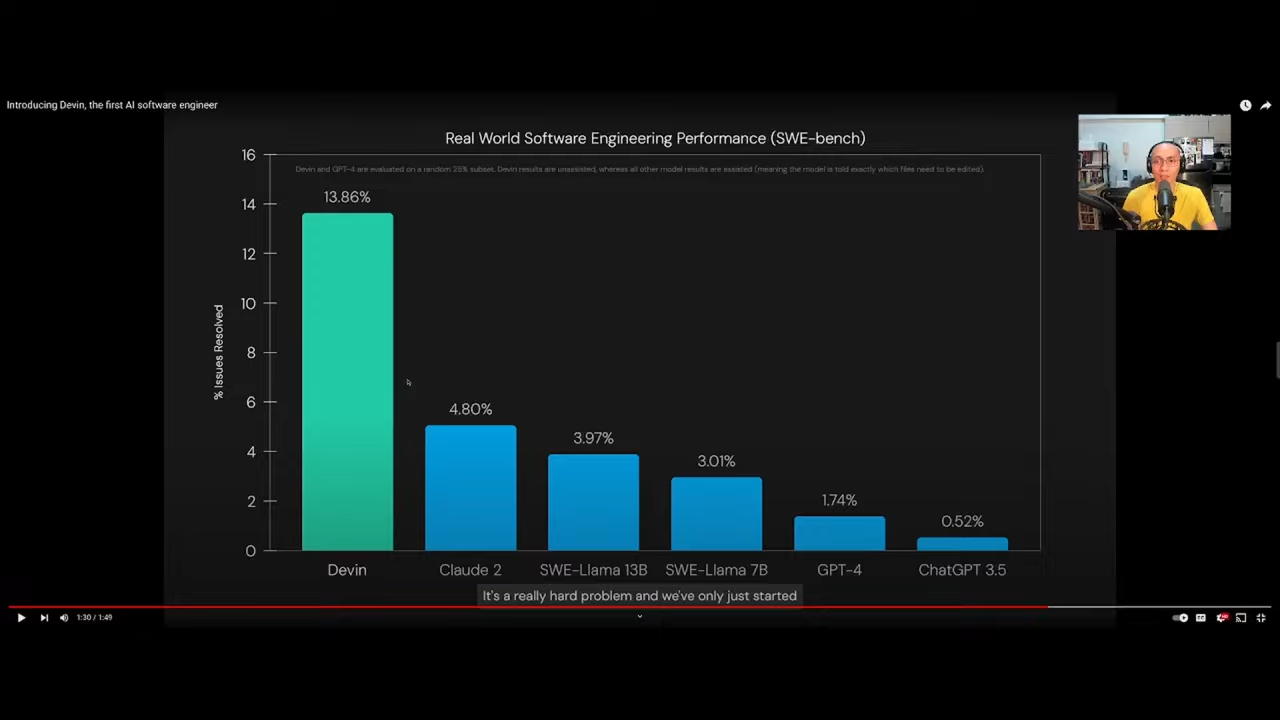 Introducing Devin, the first AI software engineer
Real World Software Engineering Performance (SWE-bench)
Devin and GPT-4 are evaluated on a random 25% subset. Devin results are unassisted, whereas all other model results are assisted (meaning the model is told exactly which files need to be edited).
% Issues Resolved
16
14
12
10
8
6
4
2
0
13.86%
4.80%
3.97%
3.01%
1.74%
0.52%
Devin
Claude 2
SWE-Llama 13B
SWE-Llama 7B
GPT-4
ChatGPT 3.5
It's a really hard problem and we've only just started
1:30 / 1:49